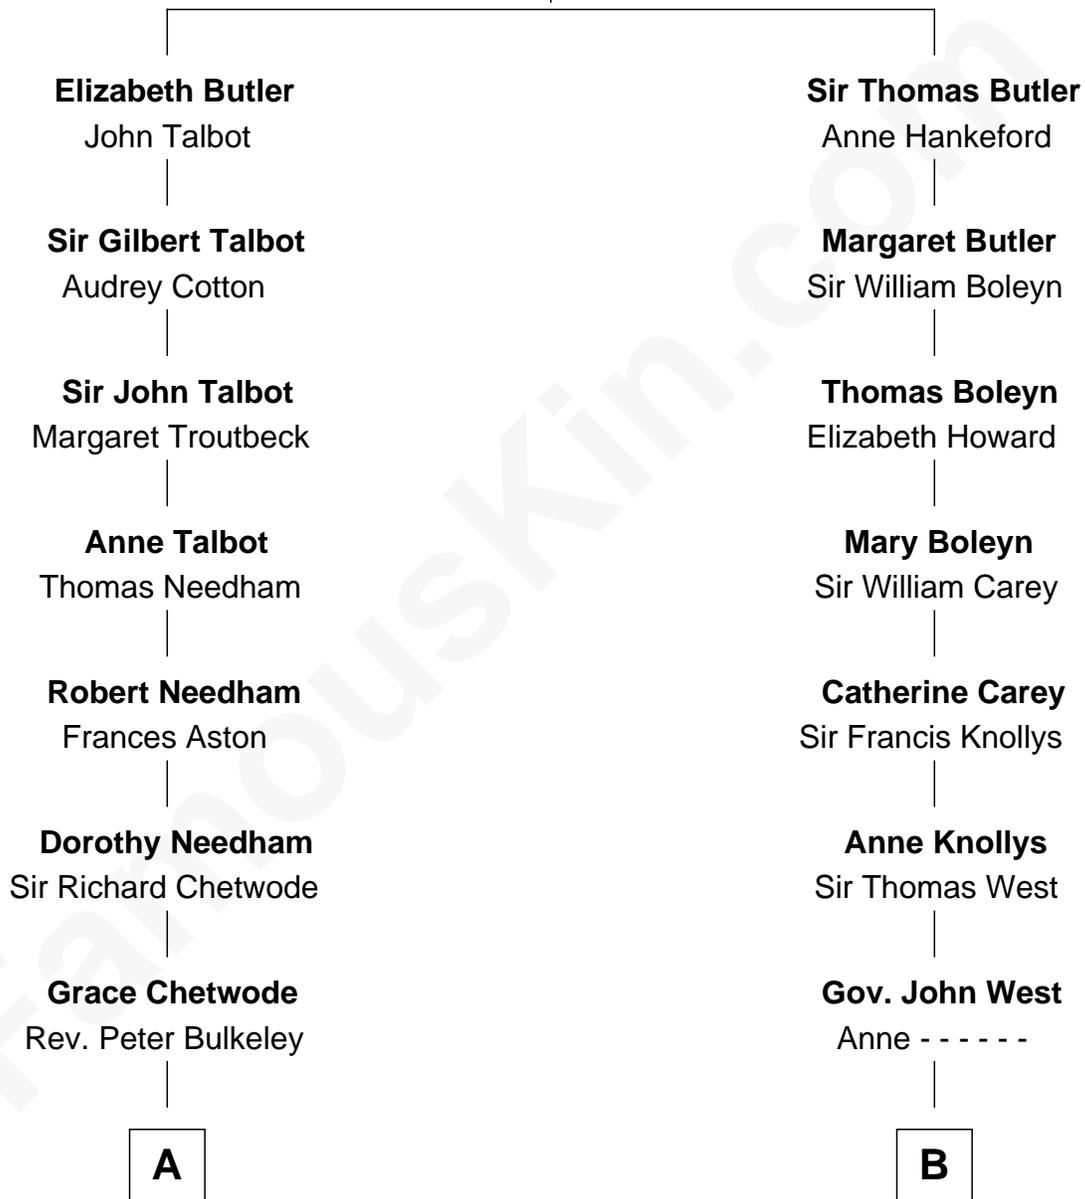 Elizabeth Butler
John Talbot
Sir Gilbert Talbot
Audrey Cotton
Sir John Talbot
Margaret Troutbeck
Anne Talbot
Thomas Needham
Robert Needham
Frances Aston
Dorothy Needham
Sir Richard Chetwode
Grace Chetwode
Rev. Peter Bulkeley
A
Sir Thomas Butler
Anne Hankeford
Margaret Butler
Sir William Boleyn
Thomas Boleyn
Elizabeth Howard
Mary Boleyn
Sir William Carey
Catherine Carey
Sir Francis Knollys
Anne Knollys
Sir Thomas West
Gov. John West
Anne - - - - - -
B
FamousKin.com